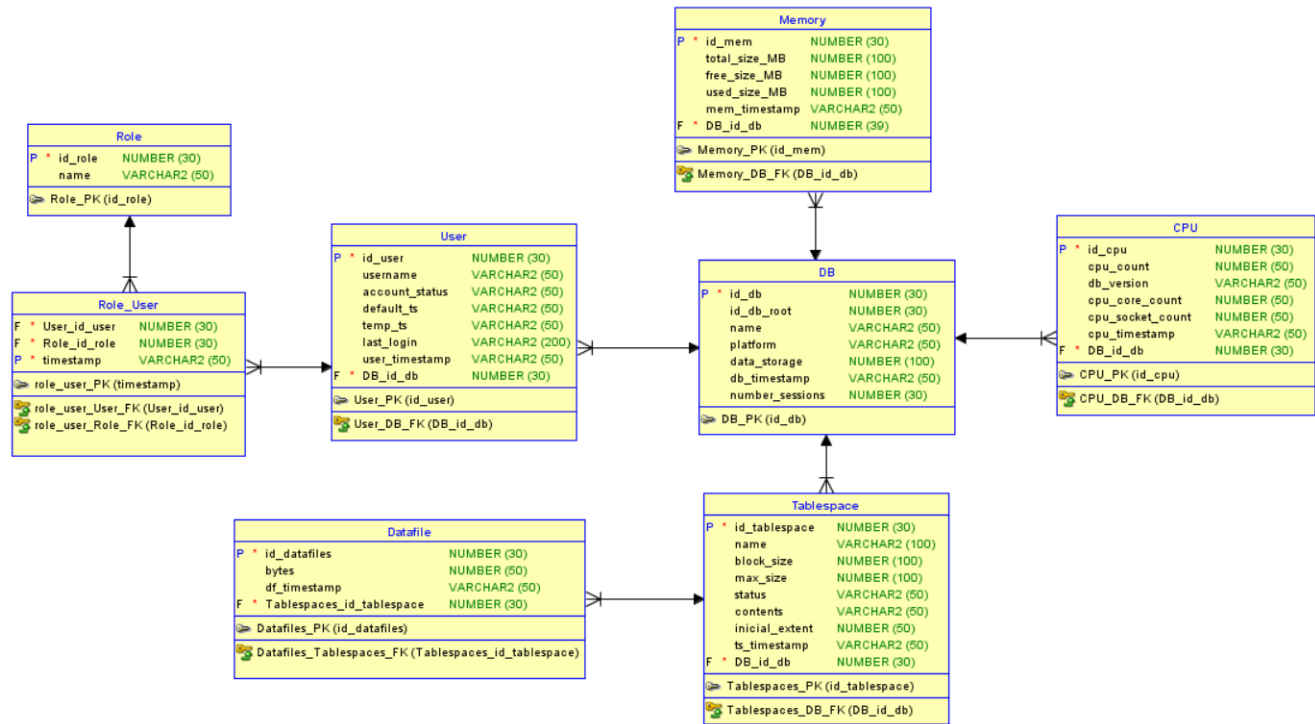 Memory
P * id_mem NUMBER (30)
total_size_MB NUMBER (100)
free_size_MB NUMBER (100)
used_size_MB NUMBER (100)
mem_timestamp VARCHAR2 (50)
F * DB_id_db NUMBER (39)
Memory_PK (id_mem)
Memory_DB_FK (DB_id_db)
Role
P * id_role NUMBER (30)
name VARCHAR2 (50)
Role_PK (id_role)
User
P * id_user NUMBER (30)
username VARCHAR2 (50)
account_status VARCHAR2 (50)
default_ts VARCHAR2 (50)
temp_ts VARCHAR2 (50)
last_login VARCHAR2 (200)
user_timestamp VARCHAR2 (50)
F * DB_id_db NUMBER (30)
User_PK (id_user)
User_DB_FK (DB_id_db)
CPU
P * id_cpu NUMBER (30)
cpu_count NUMBER (50)
db_version VARCHAR2 (50)
cpu_core_count NUMBER (50)
cpu_socket_count NUMBER (50)
cpu_timestamp VARCHAR2 (50)
F * DB_id_db NUMBER (30)
CPU_PK (id_cpu)
CPU_DB_FK (DB_id_db)
DB
P * id_db NUMBER (30)
id_db_root NUMBER (30)
name VARCHAR2 (50)
platform VARCHAR2 (50)
data_storage NUMBER (100)
db_timestamp VARCHAR2 (50)
number_sessions NUMBER (30)
DB_PK (id_db)
Role_User
F * User_id_user NUMBER (30)
F * Role_id_role NUMBER (30)
P * timestamp VARCHAR2 (50)
role_user_PK (timestamp)
role_user_User_FK (User_id_user)
role_user_Role_FK (Role_id_role)
Datafile
P * id_datafiles NUMBER (30)
bytes NUMBER (50)
df_timestamp VARCHAR2 (50)
F * Tablespaces_id_tablespace NUMBER (30)
Datafiles_PK (id_datafiles)
Datafiles_Tablespaces_FK (Tablespaces_id_tablespace)
Tablespace
P * id_tablespace NUMBER (30)
name VARCHAR2 (100)
block_size NUMBER (100)
max_size NUMBER (100)
status VARCHAR2 (50)
contents VARCHAR2 (50)
inicial_extent NUMBER (50)
ts_timestamp VARCHAR2 (50)
F * DB_id_db NUMBER (30)
Tablespaces_PK (id_tablespace)
Tablespaces_DB_FK (DB_id_db)